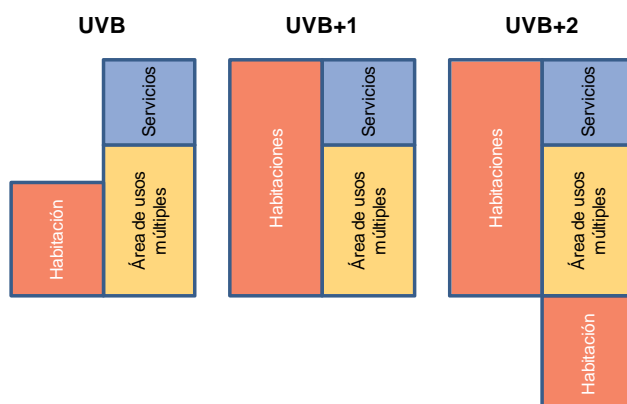 UVB
UVB+1
UVB+2
Servicios
Habitación
Área de usos
múltiples
Habitaciones
Servicios
Área de usos
múltiples
Habitaciones
Servicios
Área de usos
múltiples
Habitación